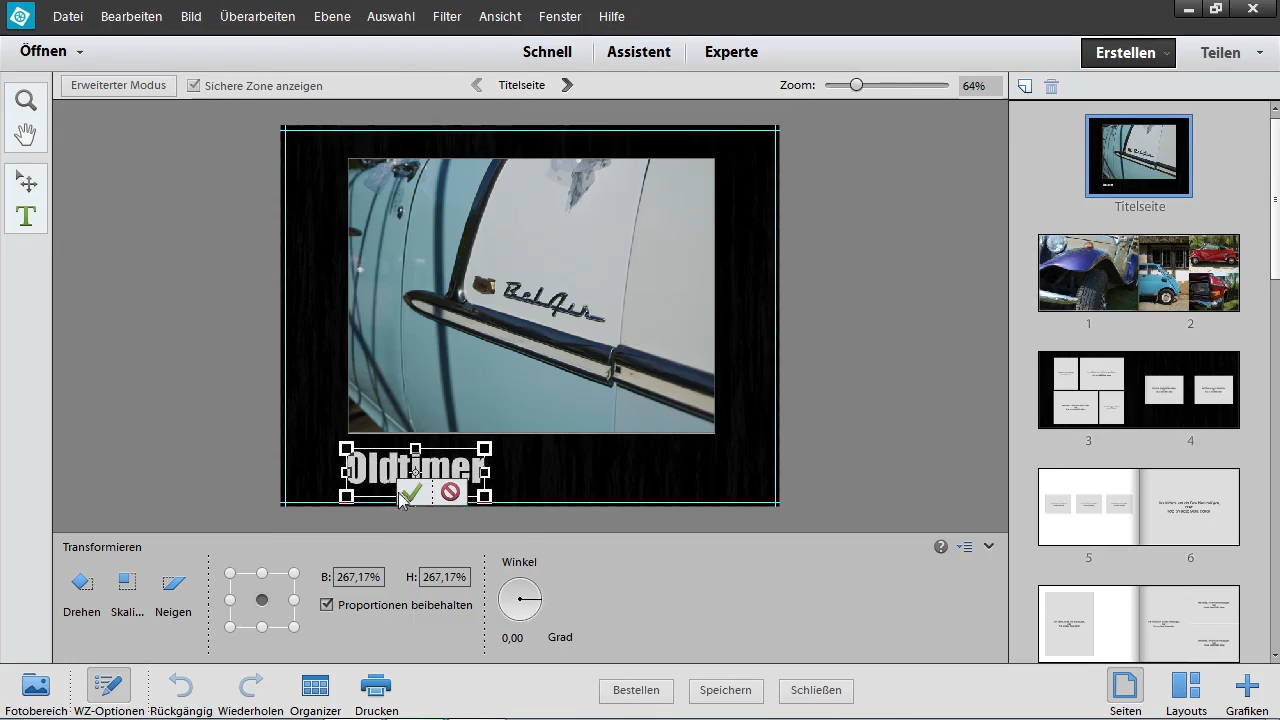 Datei Bearbeiten Bild Überarbeiten Ebene Auswahl Filter Ansicht Fenster Hilfe
Öffnen Schnell Assistent Experte Erstellen Teilen
Erweiterter Modus Sichere Zone anzeigen Titelseite Zoom: 64%
BelAir
Titelseite
1 2
3 4
5 6
Oldtimer
Transformieren
Drehen Skali... Neigen
B: 267,17% H: 267,17%
Proportionen beibehalten
Winkel
0,00 Grad
Fotobereich WZ-Optionen Rückgängig Wiederholen Organizer Drucken
Bestellen Speichern Schließen
Seiten Layouts Grafiken